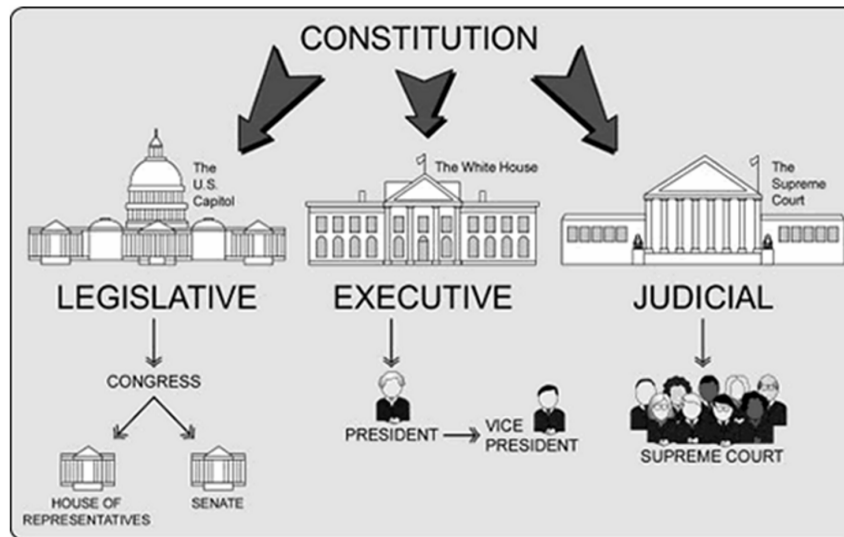 CONSTITUTION
The
U.S.
Capitol
The White House
The
Supreme
Court
LEGISLATIVE
EXECUTIVE
JUDICIAL
CONGRESS
PRESIDENT
VICE
PRESIDENT
SUPREME COURT
HOUSE OF
REPRESENTATIVES
SENATE